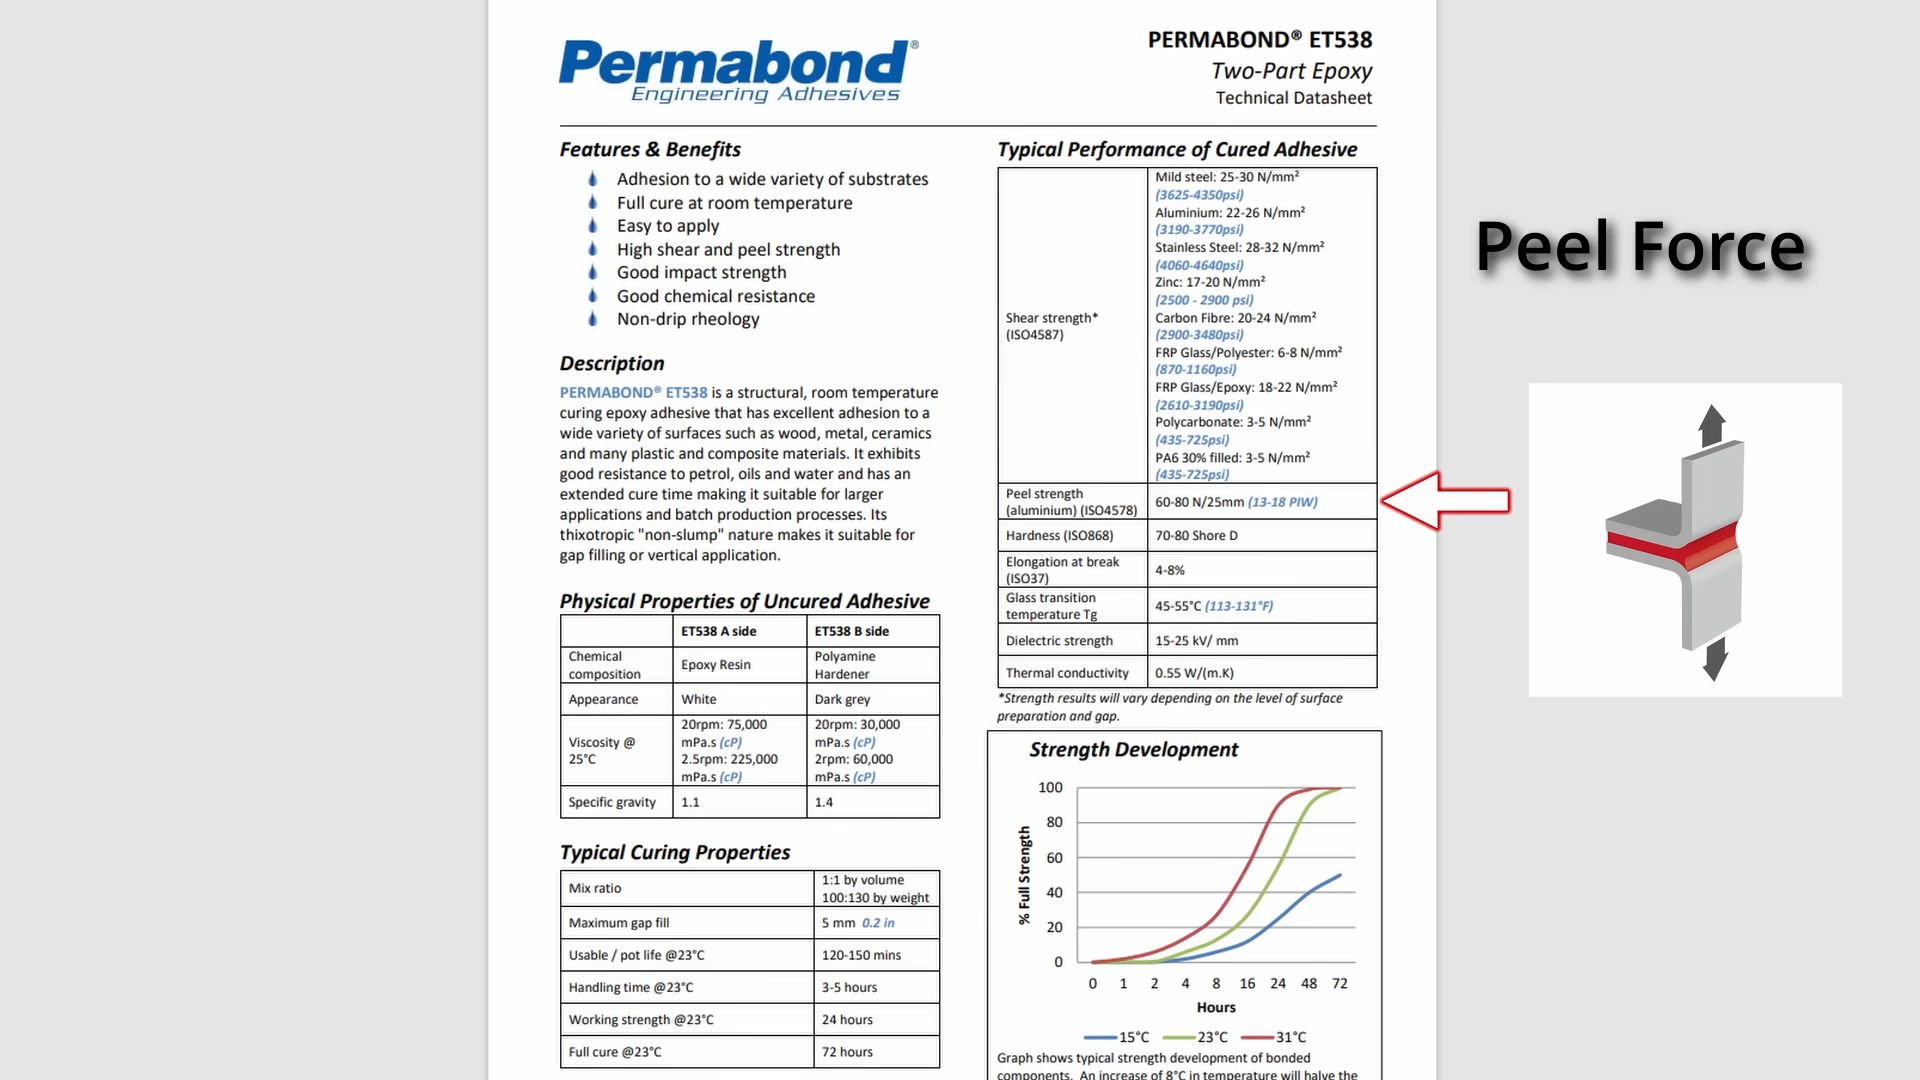 Permabond®
Engineering Adhesives
PERMABOND® ET538
Two-Part Epoxy
Technical Datasheet
Features & Benefits
Adhesion to a wide variety of substrates
Full cure at room temperature
Easy to apply
High shear and peel strength
Good impact strength
Good chemical resistance
Non-drip rheology
Description
PERMABOND® ET538 is a structural, room temperature
curing epoxy adhesive that has excellent adhesion to a
wide variety of surfaces such as wood, metal, ceramics
and many plastic and composite materials. It exhibits
good resistance to petrol, oils and water and has an
extended cure time making it suitable for larger
applications and batch production processes. Its
thixotropic "non-slump" nature makes it suitable for
gap filling or vertical application.
Physical Properties of Uncured Adhesive
ET538 A side ET538 B side
Chemical
composition
Epoxy Resin
Polyamine
Hardener
Appearance White Dark grey
Viscosity @
25°C
20rpm: 75,000
mPa.s (cP)
2.5rpm: 225,000
mPa.s (cP)
20rpm: 30,000
mPa.s (cP)
2rpm: 60,000
mPa.s (cP)
Specific gravity 1.1 1.4
Typical Curing Properties
Mix ratio
1:1 by volume
100:130 by weight
Maximum gap fill 5 mm 0.2 in
Usable / pot life @23°C 120-150 mins
Handling time @23°C 3-5 hours
Working strength @23°C 24 hours
Full cure @23°C 72 hours
Typical Performance of Cured Adhesive
Shear strength*
(ISO4587)
Mild steel: 25-30 N/mm²
(3625-4350psi)
Aluminium: 22-26 N/mm²
(3190-3770psi)
Stainless Steel: 28-32 N/mm²
(4060-4640psi)
Zinc: 17-20 N/mm²
(2500 - 2900 psi)
Carbon Fibre: 20-24 N/mm²
(2900-3480psi)
FRP Glass/Polyester: 6-8 N/mm²
(870-1160psi)
FRP Glass/Epoxy: 18-22 N/mm²
(2610-3190psi)
Polycarbonate: 3-5 N/mm²
(435-725psi)
PA6 30% filled: 3-5 N/mm²
(435-725psi)
Peel strength
(aluminium) (ISO4578)
60-80 N/25mm (13-18 PIW)
Hardness (ISO868) 70-80 Shore D
Elongation at break
(ISO37)
4-8%
Glass transition
temperature Tg
45-55°C (113-131°F)
Dielectric strength 15-25 kV/ mm
Thermal conductivity 0.55 W/(m.K)
*Strength results will vary depending on the level of surface
preparation and gap.
Strength Development
% Full Strength
100
80
60
40
20
0
0 1 2 4 8 16 24 48 72
Hours
15°C 23°C 31°C
Graph shows typical strength development of bonded
components. An increase of 8°C in temperature will halve the
Peel Force